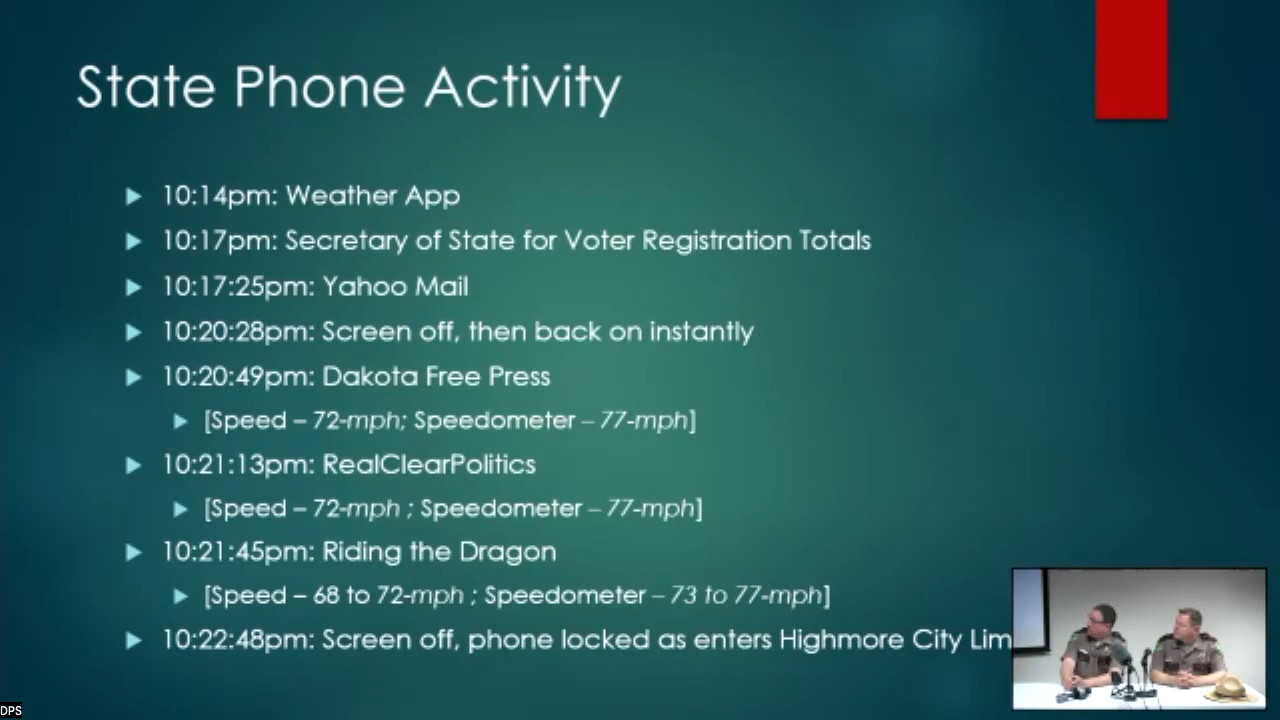 State Phone Activity
10:14pm: Weather App
10:17pm: Secretary of State for Voter Registration Totals
10:17:25pm: Yahoo Mail
10:20:28pm: Screen off, then back on instantly
10:20:49pm: Dakota Free Press
[Speed – 72-mph; Speedometer – 77-mph]
10:21:13pm: RealClearPolitics
[Speed – 72-mph ; Speedometer – 77-mph]
10:21:45pm: Riding the Dragon
[Speed – 68 to 72-mph ; Speedometer – 73 to 77-mph]
10:22:48pm: Screen off, phone locked as enters Highmore City Lim
DPS